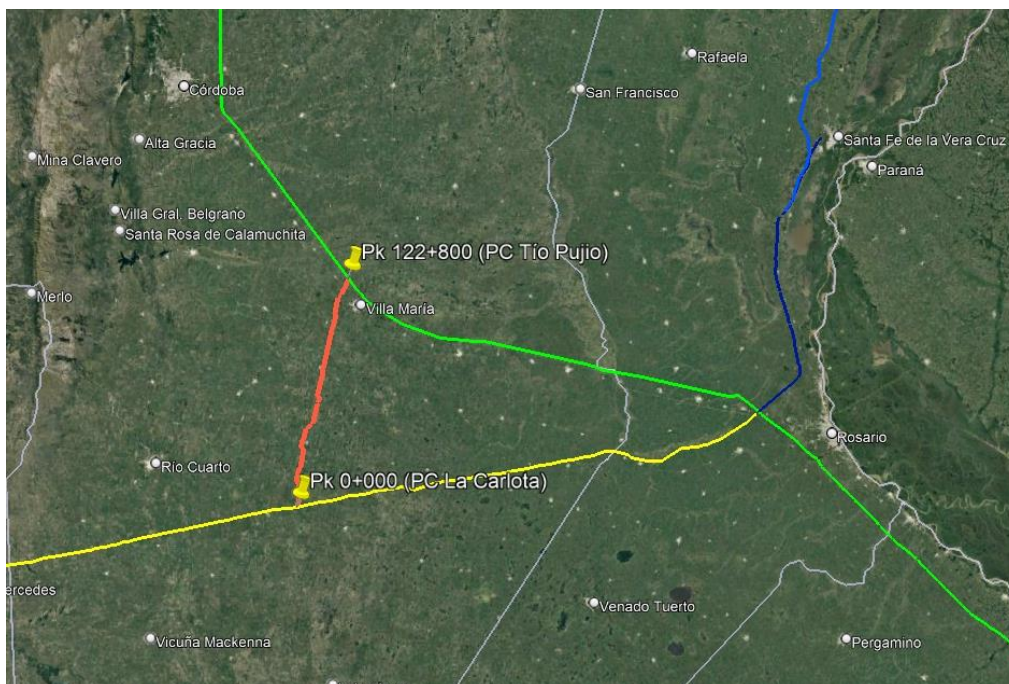 Rafaela
Córdoba
San Francisco
Alta Gracia
Santa Fe de la Vera Cruz
Mina Clavero
Paraná
Villa Gral. Belgrano
Santa Rosa de Calamuchita
Pk 122+800 (PC Tío Pujio)
Merlo
Villa María
Rosario
Río Cuarto
Pk 0+000 (PC La Carlota)
ercedes
Venado Tuerto
Vicuña Mackenna
Pergamino